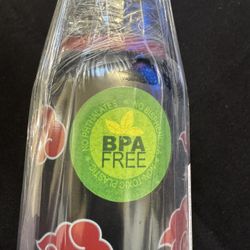 NO PHTHALATES
BPA
FREE
NON-TOXIC PLASTIC